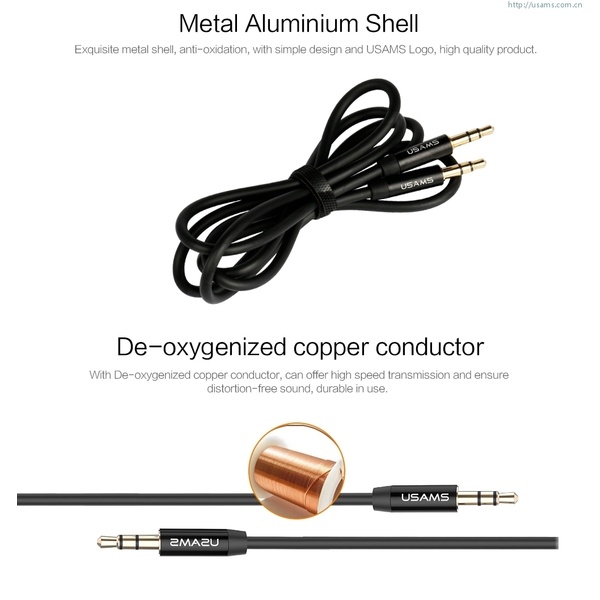 http://usams.com.cn
Metal Aluminium Shell
Exquisite metal shell, anti-oxidation, with simple design and USAMS Logo, high quality product.
USAMS
USAMS
De-oxygenized copper conductor
With De-oxygenized copper conductor, can offer high speed transmission and ensure
distortion-free sound, durable in use.
USAMS
USAMS